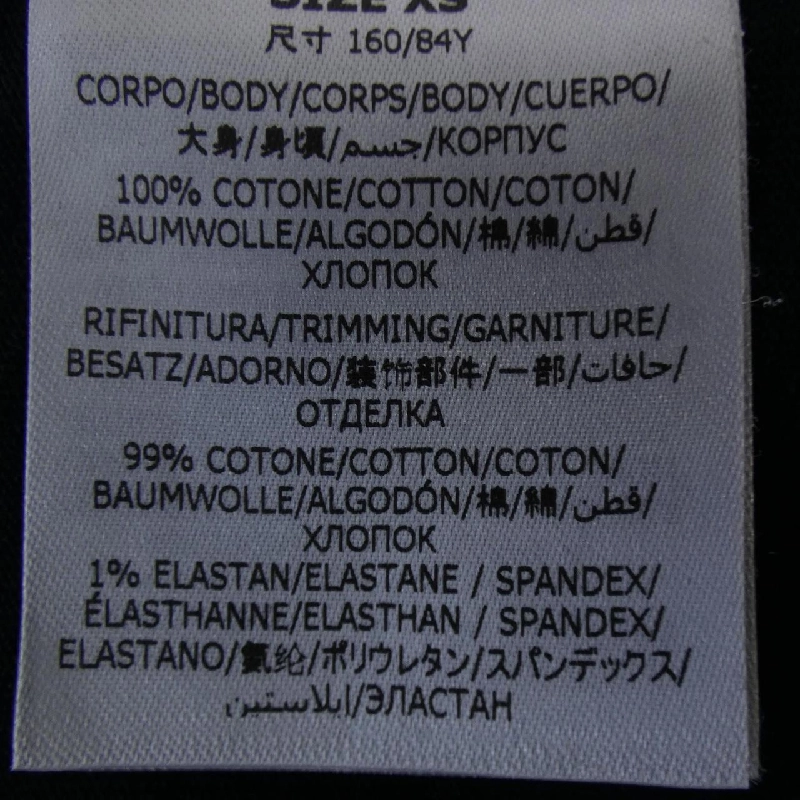 SIZE XS
尺寸 160/84Y
CORPO/BODY/CORPS/BODY/CUERPO/
大身/身頃/جسم/КОРПУС
100% COTONE/COTTON/COTON/
BAUMWOLLE/ALGODÓN/棉/綿/قطن/
ХЛОПОК
RIFINITURA/TRIMMING/GARNITURE/
BESATZ/ADORNO/装饰部件/一部/حافات/
ОТДЕЛКА
99% COTONE/COTTON/COTON/
BAUMWOLLE/ALGODÓN/棉/綿/قطن/
ХЛОПОК
1% ELASTAN/ELASTANE / SPANDEX/
ÉLASTHANNE/ELASTHAN / SPANDEX/
ELASTANO/氨纶/ポリウレタン/スパンデックス/
ايلاستين/ЭЛАСТАН